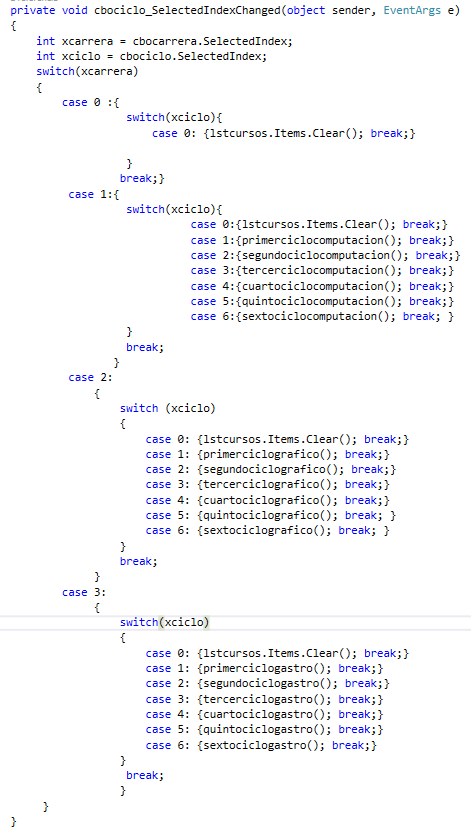 private void cbociclo_SelectedIndexChanged(object sender, EventArgs e)
{
int xcarrera = cbocarrera.SelectedIndex;
int xciclo = cbociclo.SelectedIndex;
switch(xcarrera)
{
case 0 :{
switch(xciclo){
case 0: {lstcursos.Items.Clear(); break;}
}
break;}
case 1:{
switch(xciclo){
case 0:{lstcursos.Items.Clear(); break;}
case 1:{primerciclocomputacion(); break;}
case 2:{segundociclocomputacion(); break;}
case 3:{tercerciclocomputacion(); break;}
case 4:{cuartociclocomputacion(); break;}
case 5:{quintociclocomputacion(); break;}
case 6:{sextociclocomputacion(); break; }
}
break;
}
case 2:
{
switch (xciclo)
{
case 0: {lstcursos.Items.Clear(); break;}
case 1: {primerciclografico(); break;}
case 2: {segundociclografico(); break;}
case 3: {tercerciclografico(); break;}
case 4: {cuartociclografico(); break;}
case 5: {quintociclografico(); break; }
case 6: {sextociclografico(); break; }
}
break;
}
case 3:
{
switch(xciclo)
{
case 0: {lstcursos.Items.Clear(); break;}
case 1: {primerciclogastro(); break;}
case 2: {segundociclogastro(); break;}
case 3: {tercerciclogastro(); break;}
case 4: {cuartociclogastro(); break;}
case 5: {quintociclogastro(); break;}
case 6: {sextociclogastro(); break;}
}
break;
}
}
}